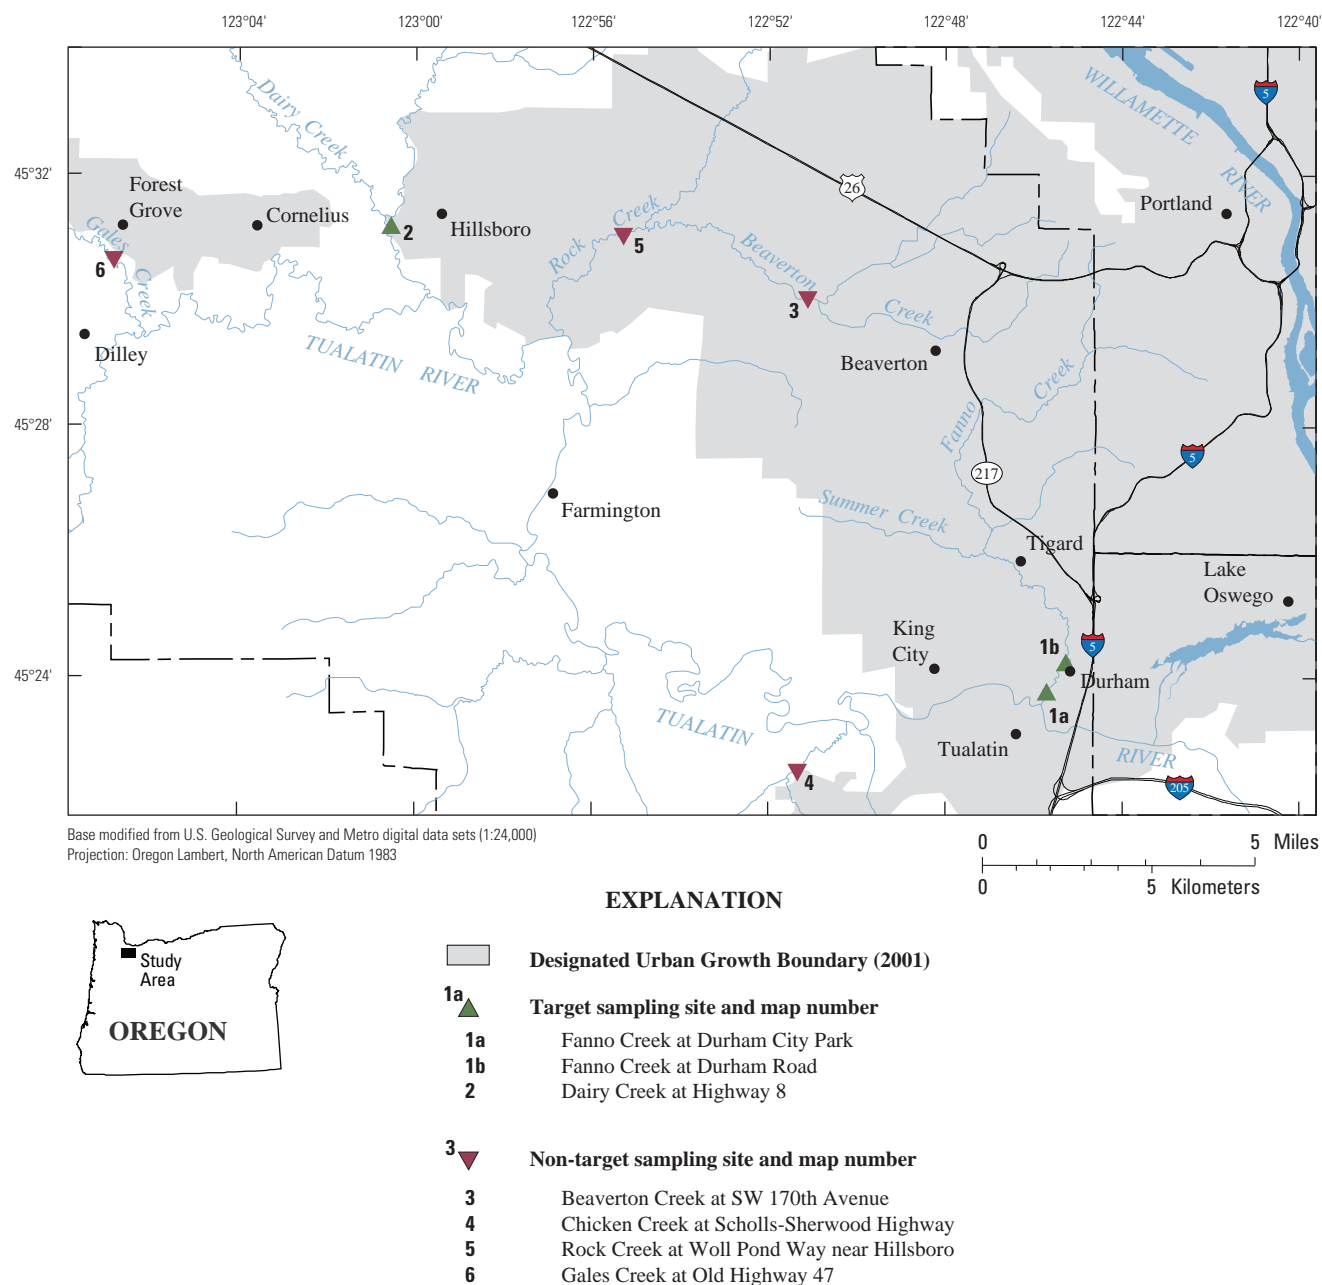 123°04' 123°00' 122°56' 122°52' 122°48' 122°44' 122°40'
5
WILLAMETTE
RIVER
Dairy Creek
45°32'
Forest
Grove
Cornelius
2
Hillsboro
Rock Creek
5
26
Portland
Gales
Creek
6
Beaverton
Creek
3
Dilley
TUALATIN RIVER
Beaverton
Creek
Fanno
45°28'
5
217
Farmington
Summer Creek
Tigard
Lake
Oswego
King
City
1b
5
45°24'
Durham
1a
TUALATIN
Tualatin
RIVER
4
205
Base modified from U.S. Geological Survey and Metro digital data sets (1:24,000)
Projection: Oregon Lambert, North American Datum 1983
0 5 Miles
0 5 Kilometers
EXPLANATION
Study
Area
OREGON
Designated Urban Growth Boundary (2001)
1a Target sampling site and map number
1a Fanno Creek at Durham City Park
1b Fanno Creek at Durham Road
2 Dairy Creek at Highway 8
3 Non-target sampling site and map number
3 Beaverton Creek at SW 170th Avenue
4 Chicken Creek at Scholls-Sherwood Highway
5 Rock Creek at Woll Pond Way near Hillsboro
6 Gales Creek at Old Highway 47